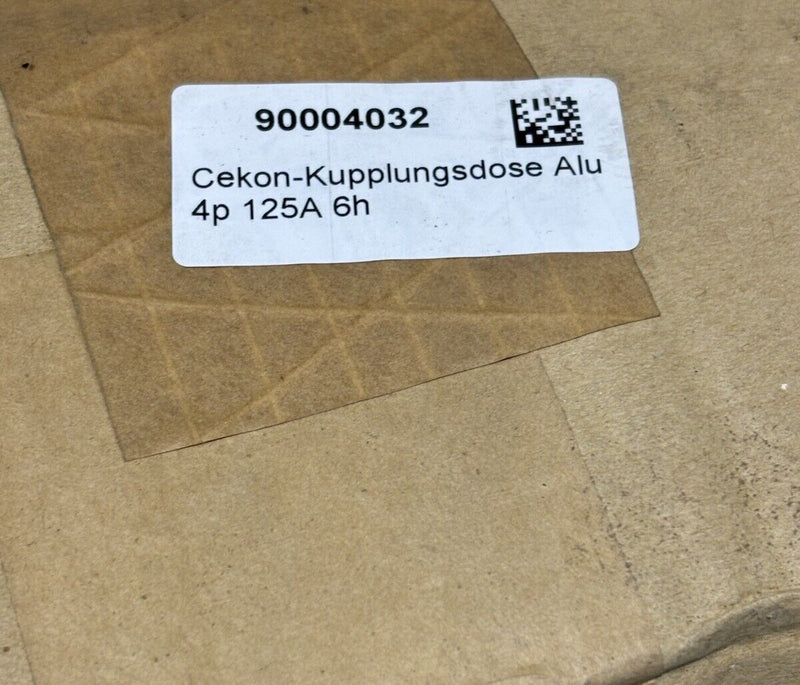 90004032
Cekon-Kupplungsdose Alu
4p 125A 6h